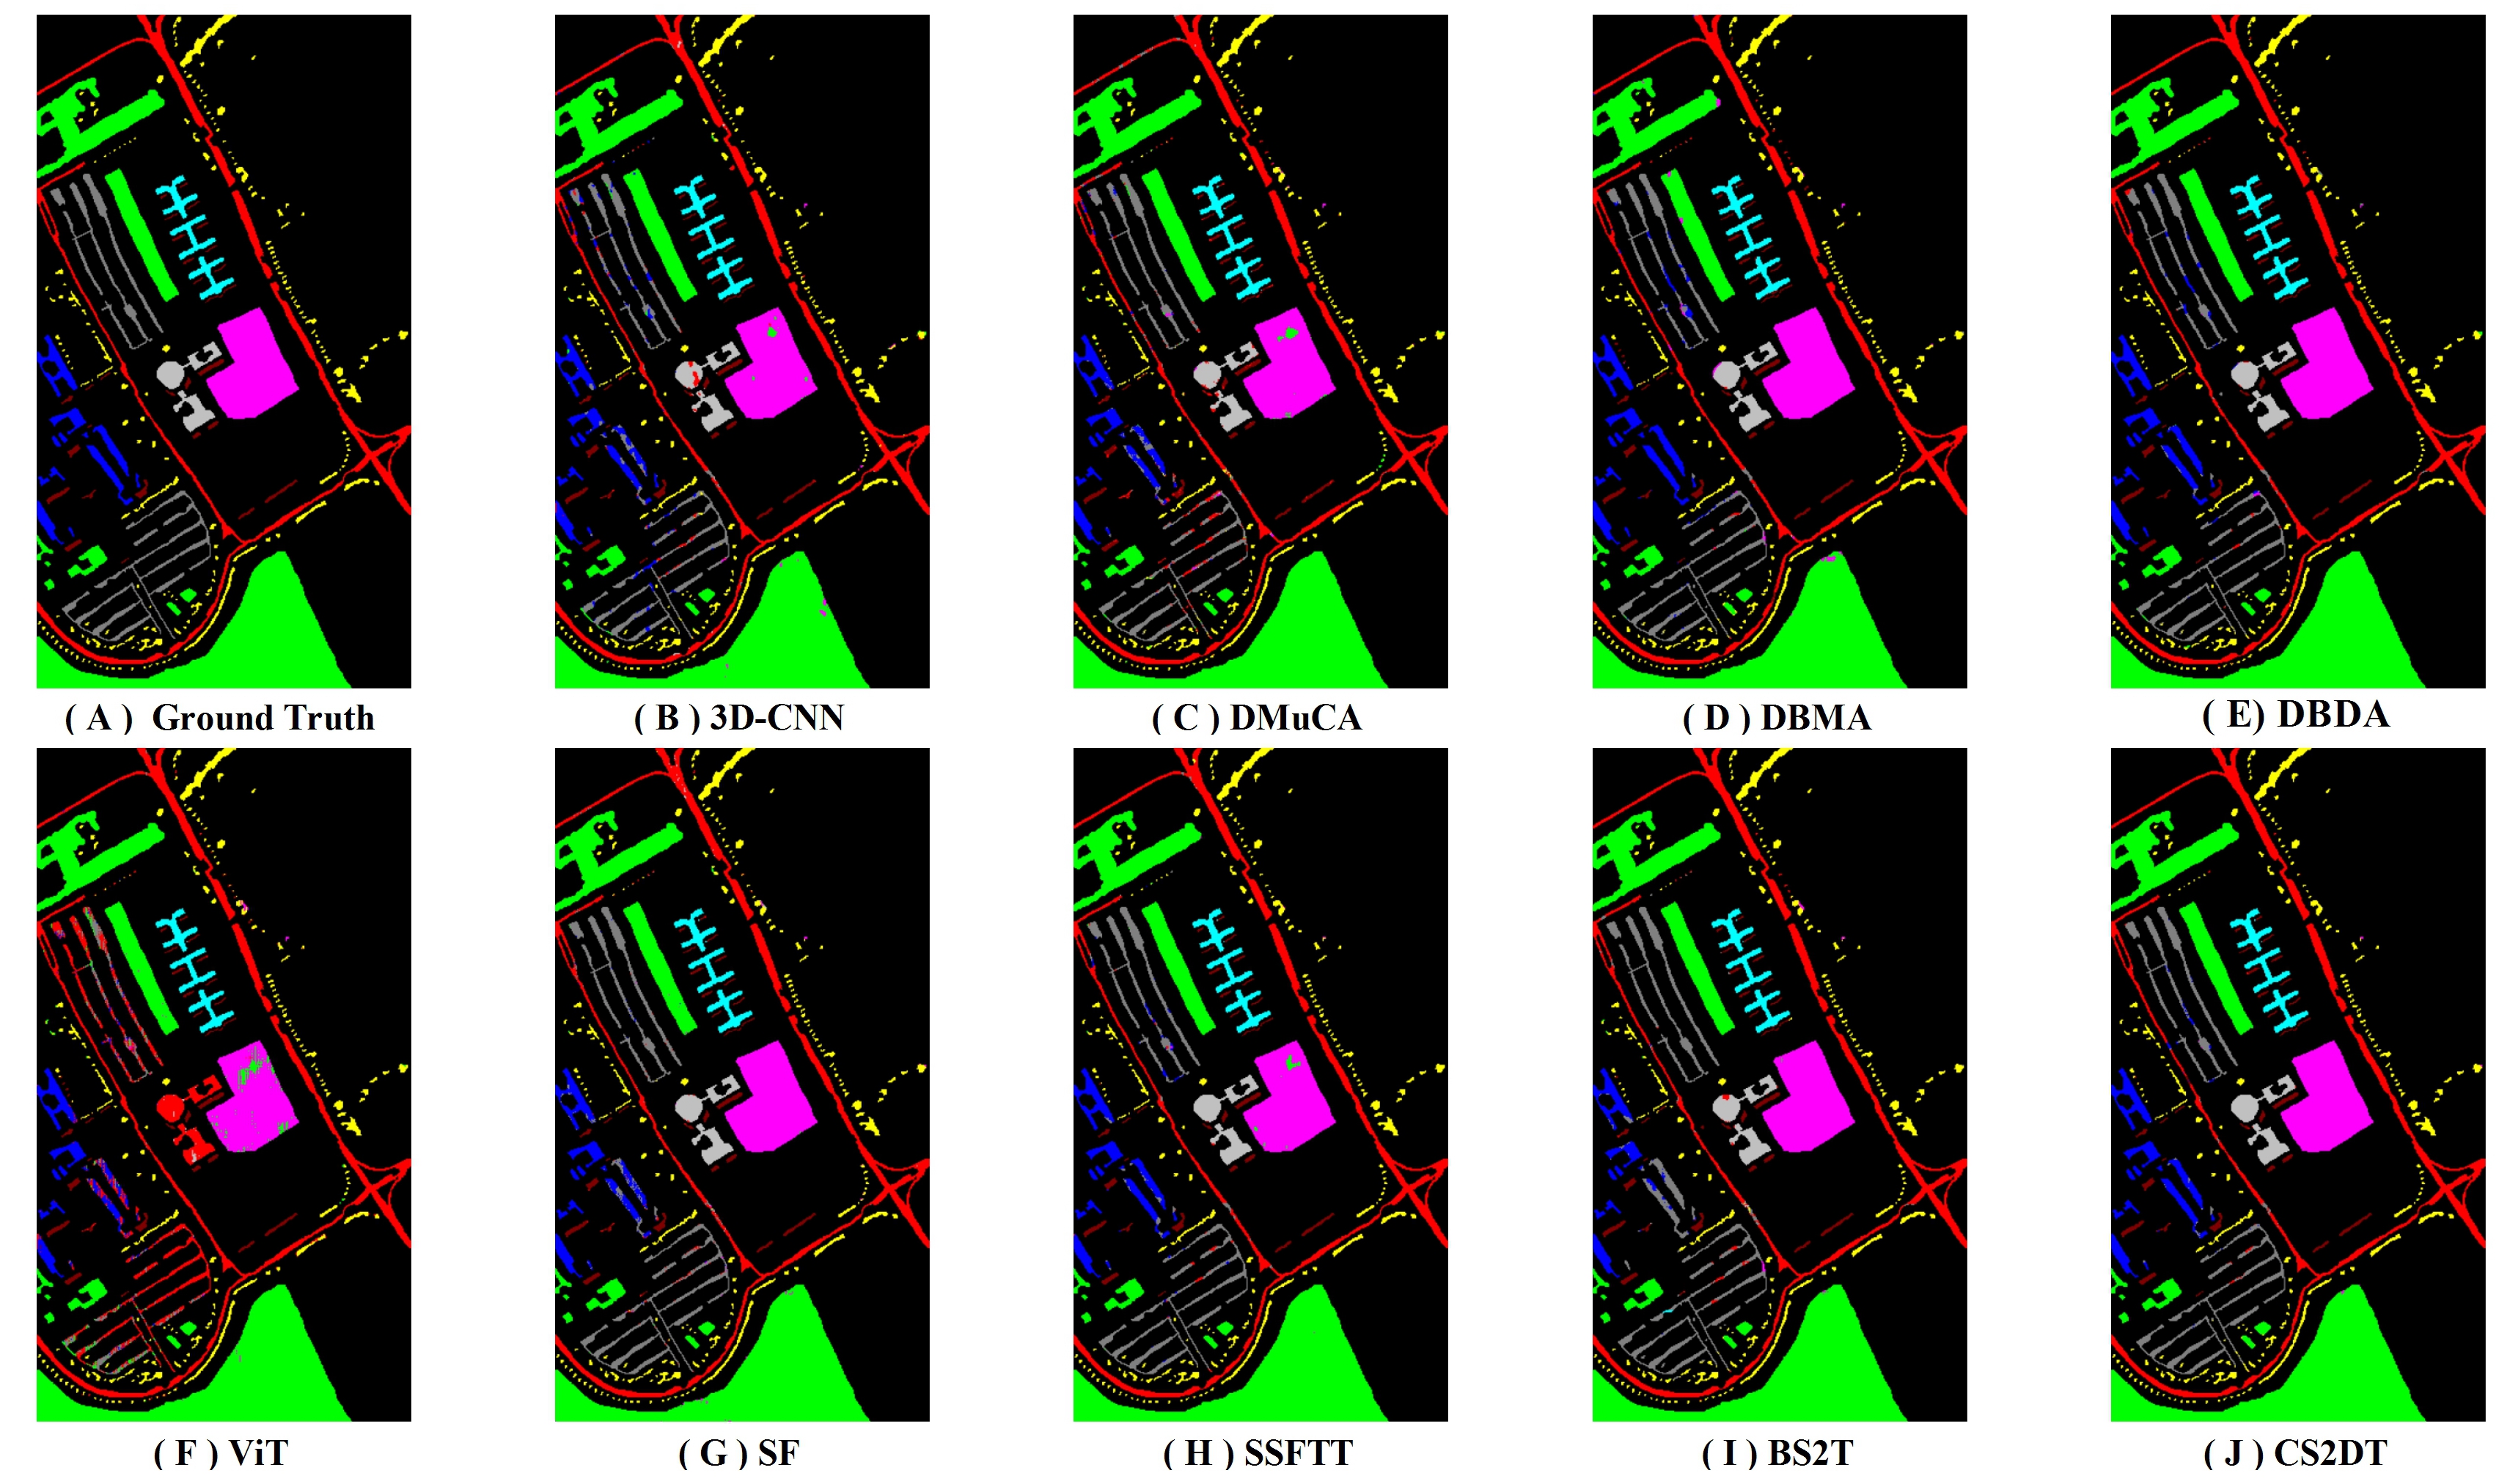 ( A ) Ground Truth
( B ) 3D-CNN
( C ) DMuCA
( D ) DBMA
( E) DBDA
( F ) ViT
( G ) SF
( H ) SSFTT
( I ) BS2T
( J ) CS2DT